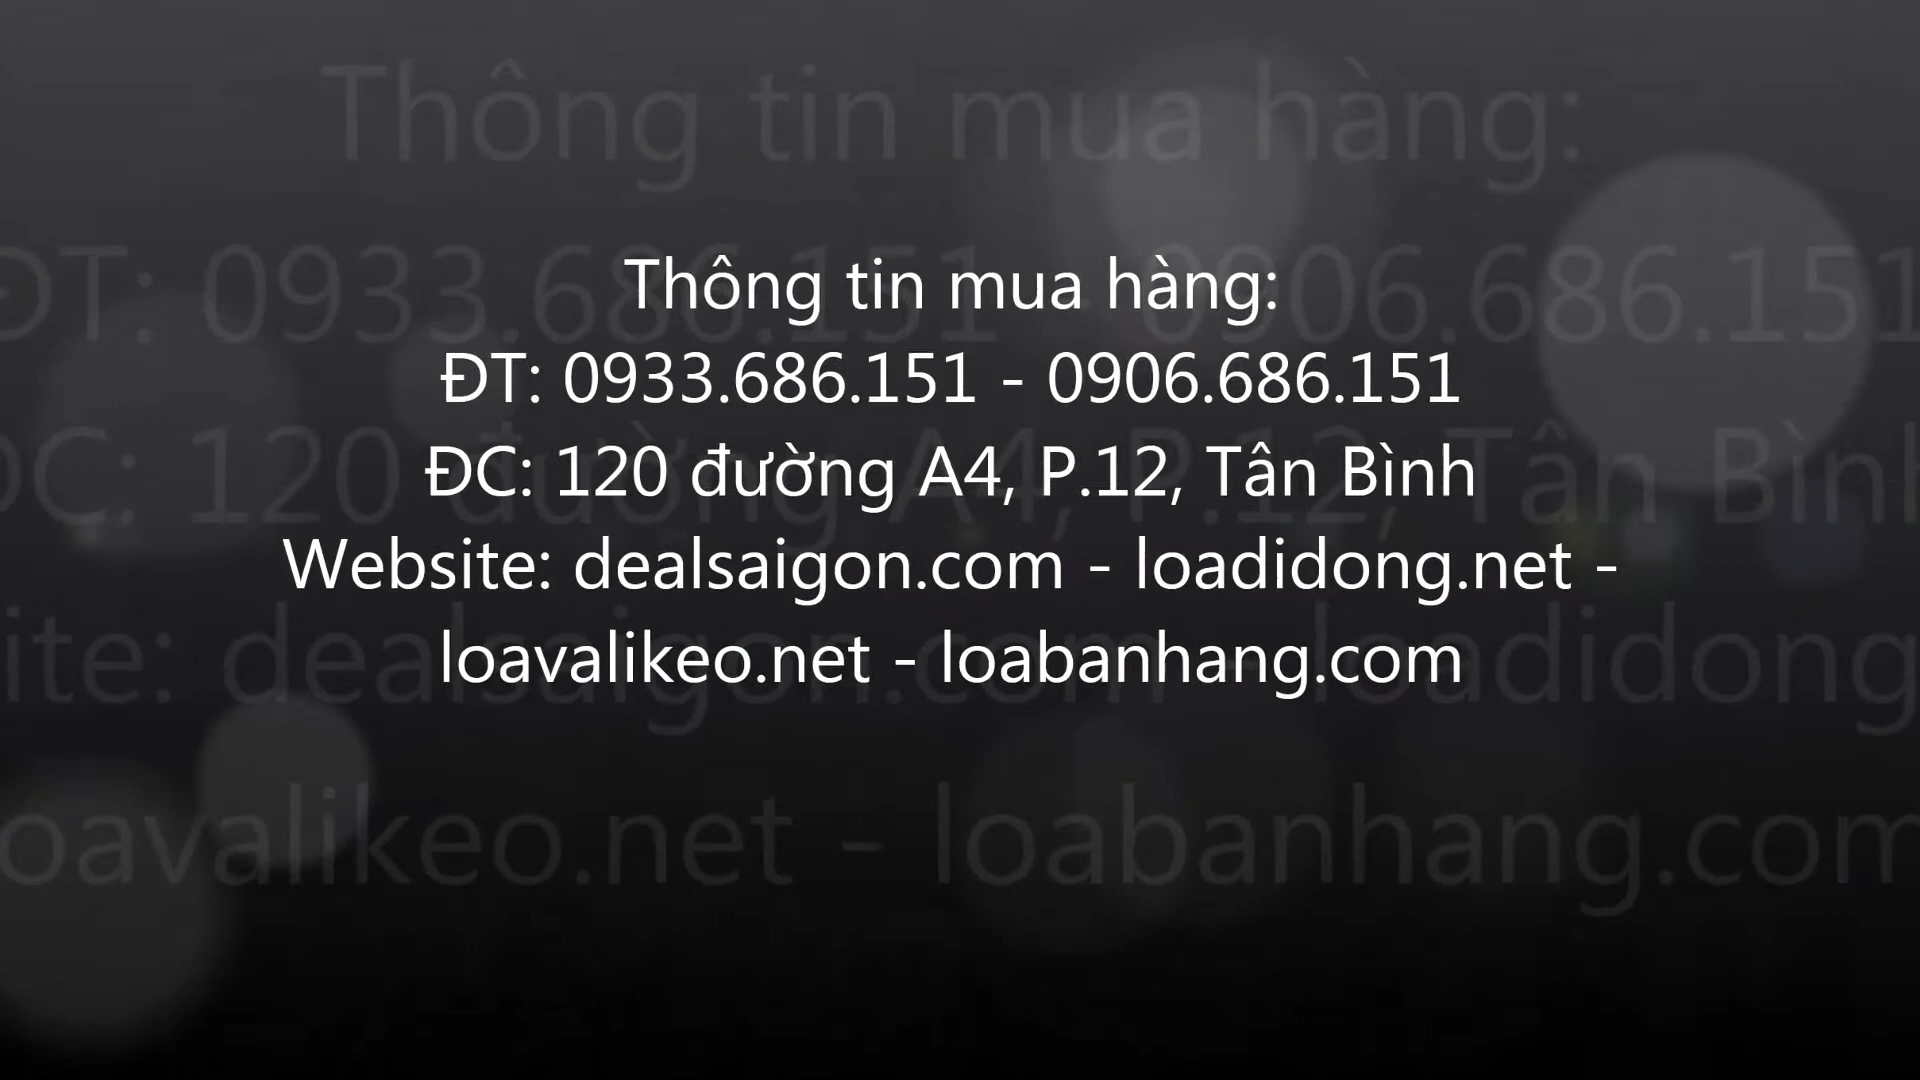 Thông tin mua hàng:
ĐT: 0933.686.151 - 0906.686.151
ĐC: 120 đường A4, P.12, Tân Bình
Website: dealsaigon.com - loadidong.net -
loavalikeo.net - loabanhang.com